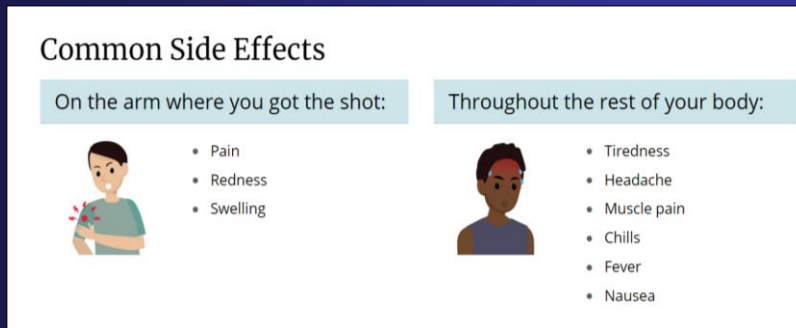 Common Side Effects
On the arm where you got the shot:
• Pain
• Redness
• Swelling
Throughout the rest of your body:
• Tiredness
• Headache
• Muscle pain
• Chills
• Fever
• Nausea